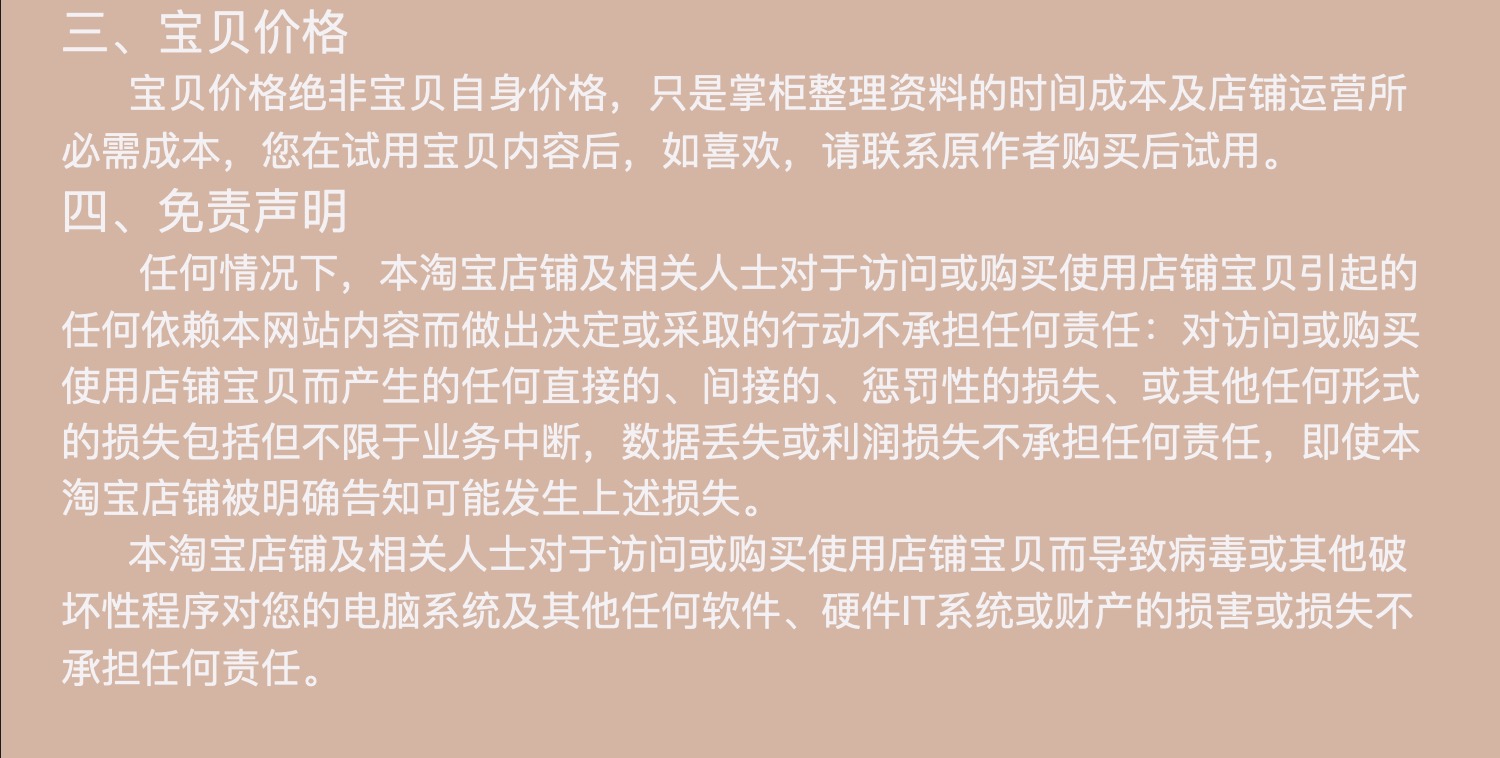 三、宝贝价格
宝贝价格绝非宝贝自身价格，只是掌柜整理资料的时间成本及店铺运营所
必需成本，您在试用宝贝内容后，如喜欢，请联系原作者购买后试用。
四、免责声明
任何情况下，本淘宝店铺及相关人士对于访问或购买使用店铺宝贝引起的
任何依赖本网站内容而做出决定或采取的行动不承担任何责任：对访问或购买
使用店铺宝贝而产生的任何直接的、间接的、惩罚性的损失、或其他任何形式
的损失包括但不限于业务中断，数据丢失或利润损失不承担任何责任，即使本
淘宝店铺被明确告知可能发生上述损失。
本淘宝店铺及相关人士对于访问或购买使用店铺宝贝而导致病毒或其他破
坏性程序对您的电脑系统及其他任何软件、硬件IT系统或财产的损害或损失不
承担任何责任。